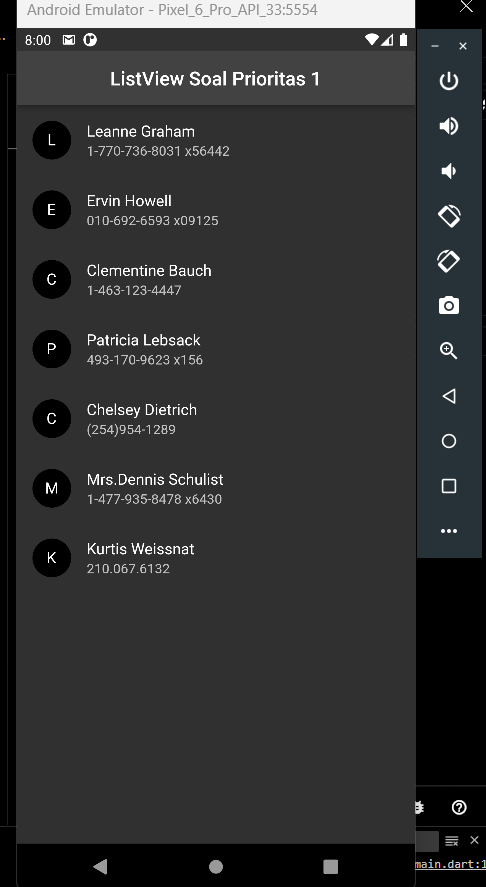 Android Emulator - Pixel_6_Pro_API_33:5554
8:00
ListView Soal Prioritas 1
L
Leanne Graham
1-770-736-8031 x56442
E
Ervin Howell
010-692-6593 x09125
C
Clementine Bauch
1-463-123-4447
P
Patricia Lebsack
493-170-9623 x156
C
Chelsey Dietrich
(254)954-1289
M
Mrs.Dennis Schulist
1-477-935-8478 x6430
K
Kurtis Weissnat
210.067.6132
main.dart:1